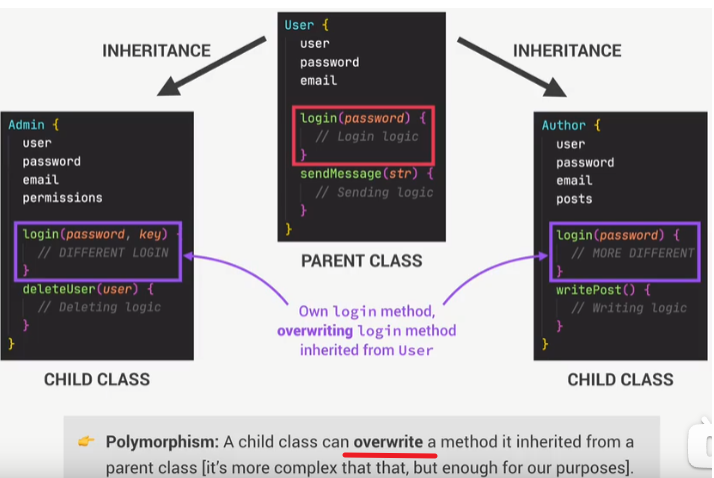 INHERITANCE
INHERITANCE
User {
user
password
email
login(password) {
// Login logic
}
sendMessage(str) {
// Sending logic
}
}
PARENT CLASS
Admin {
user
password
email
permissions
login(password, key) {
// DIFFERENT LOGIN
}
deleteUser(user) {
// Deleting logic
}
}
CHILD CLASS
Author {
user
password
email
posts
login(password) {
// MORE DIFFERENT
}
writePost() {
// Writing logic
}
}
CHILD CLASS
Own login method,
overwriting login method
inherited from User
👉 Polymorphism: A child class can overwrite a method it inherited from a
parent class [it's more complex that that, but enough for our purposes].